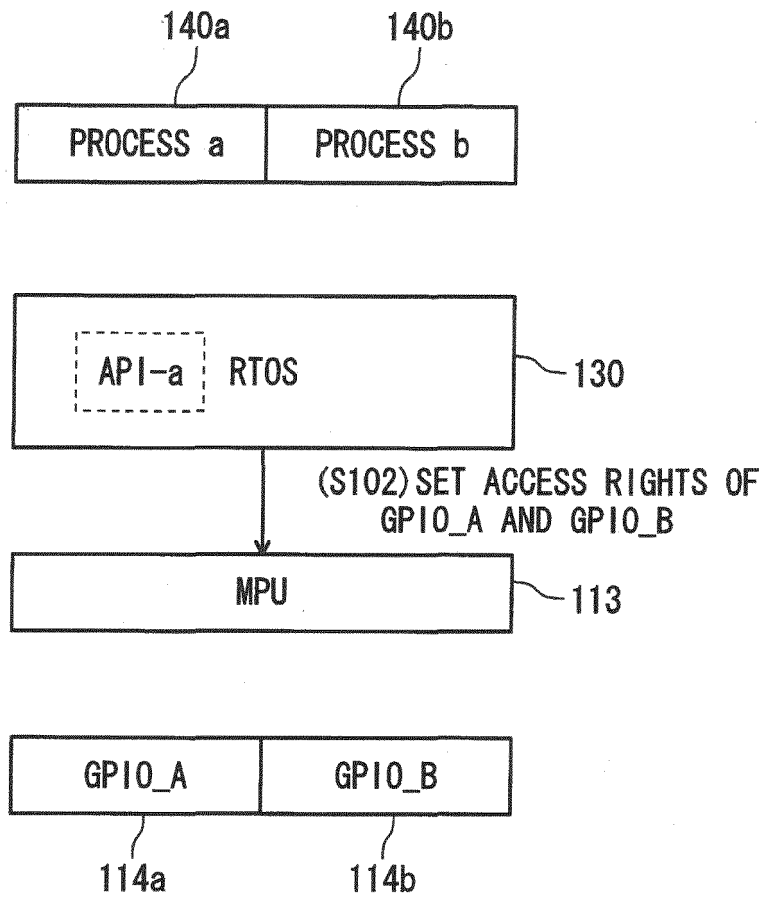 140a 140b
PROCESS a PROCESS b
API-a RTOS
130
(S102)SET ACCESS RIGHTS OF
GPIO_A AND GPIO_B
MPU
113
GPIO_A GPIO_B
114a 114b